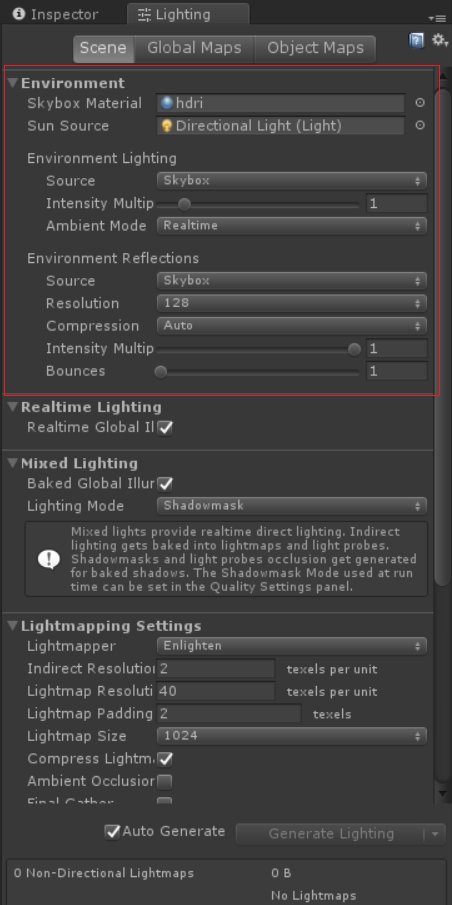 Inspector
Lighting
Scene
Global Maps
Object Maps
Environment
Skybox Material
hdri
Sun Source
Directional Light (Light)
Environment Lighting
Source
Skybox
Intensity Multip
1
Ambient Mode
Realtime
Environment Reflections
Source
Skybox
Resolution
128
Compression
Auto
Intensity Multip
1
Bounces
1
Realtime Lighting
Realtime Global Il
Mixed Lighting
Baked Global Illur
Lighting Mode
Shadowmask
Mixed lights provide realtime direct lighting. Indirect
lighting gets baked into lightmaps and light probes.
Shadowmasks and light probes occlusion get generated
for baked shadows. The Shadowmask Mode used at run
time can be set in the Quality Settings panel.
Lightmapping Settings
Lightmapper
Enlighten
Indirect Resolution
2
texels per unit
Lightmap Resoluti
40
texels per unit
Lightmap Padding
2
texels
Lightmap Size
1024
Compress Lightm
Ambient Occlusior
Final Gather
Auto Generate
Generate Lighting
0 Non-Directional Lightmaps
0 B
No Lightmaps